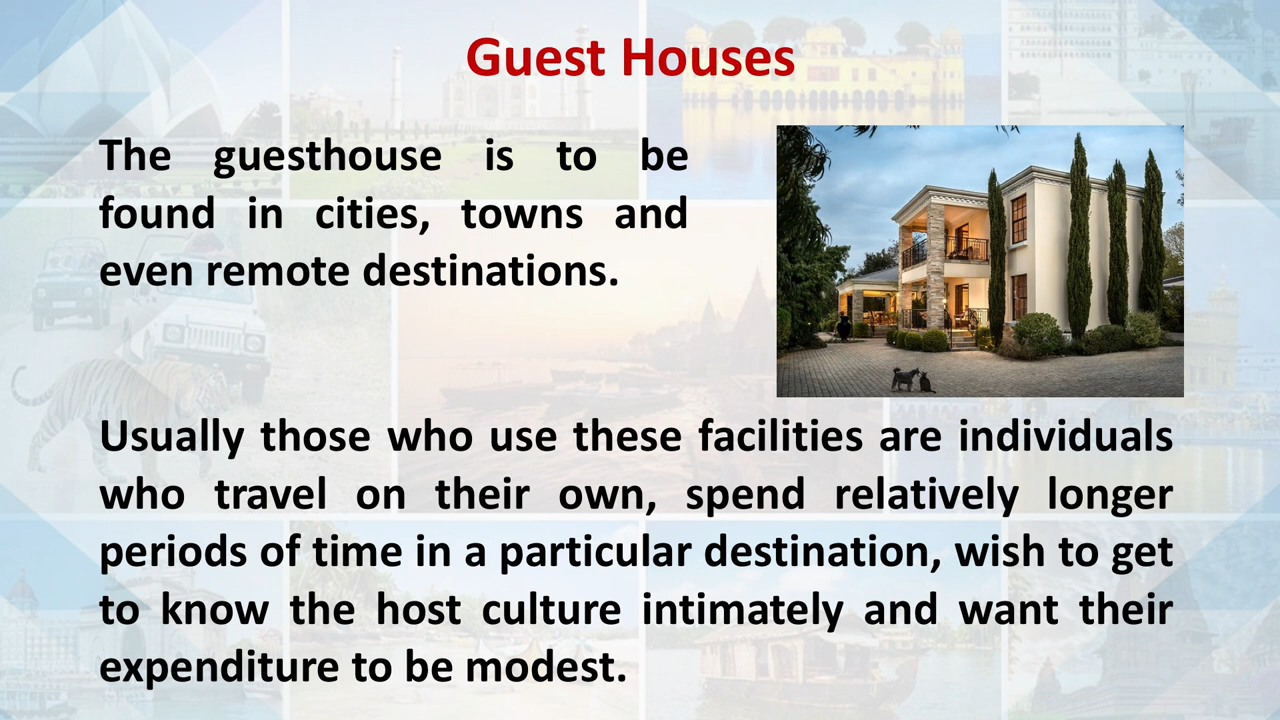 Guest Houses
The guesthouse is to be
found in cities, towns and
even remote destinations.
Usually those who use these facilities are individuals
who travel on their own, spend relatively longer
periods of time in a particular destination, wish to get
to know the host culture intimately and want their
expenditure to be modest.